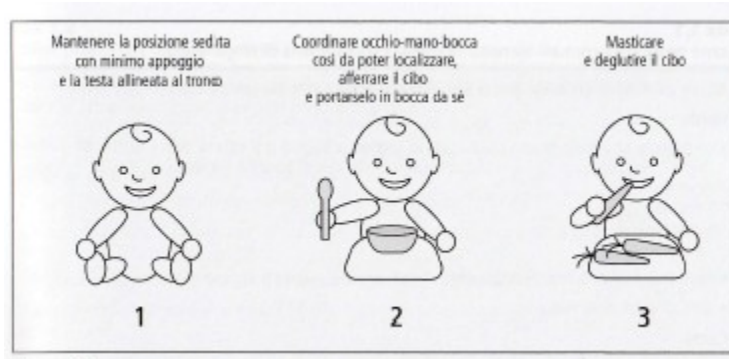 Mantenere la posizione sedita
con minimo appoggio
e la testa allineata al tronco
1
Coordinare occhio-mano-bocca
così da poter localizzare,
afferrare il cibo
e portarselo in bocca da sé
2
Masticare
e deglutire il cibo
3